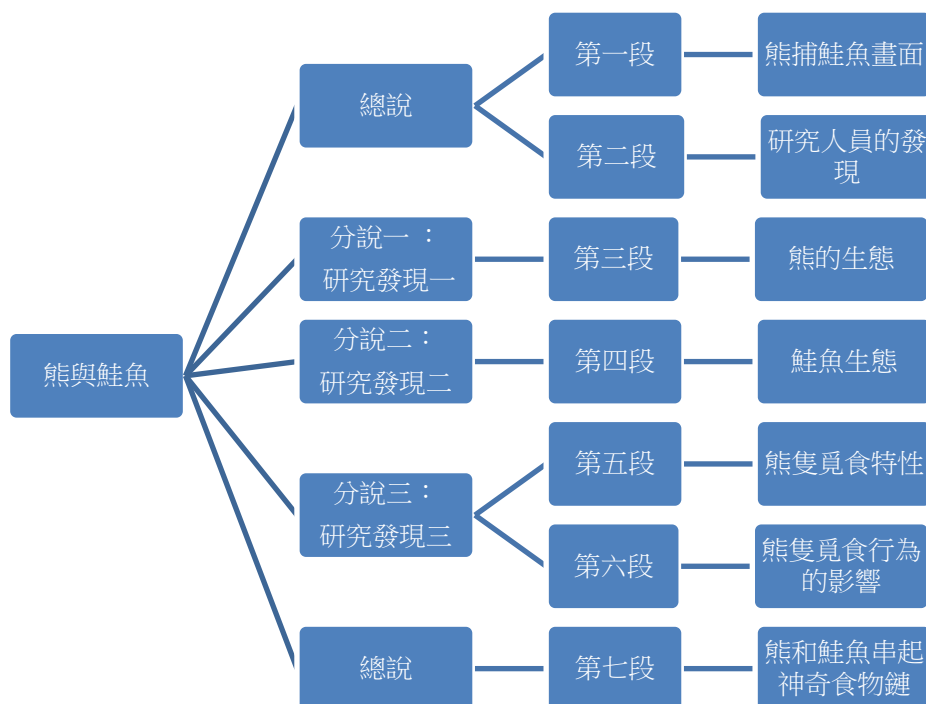 熊與鮭魚
總說
第一段
熊捕鮭魚畫面
第二段
研究人員的發
現
分說一：
研究發現一
第三段
熊的生態
分說二：
研究發現二
第四段
鮭魚生態
分說三：
研究發現三
第五段
熊隻覓食特性
第六段
熊隻覓食行為
的影響
總說
第七段
熊和鮭魚串起
神奇食物鏈